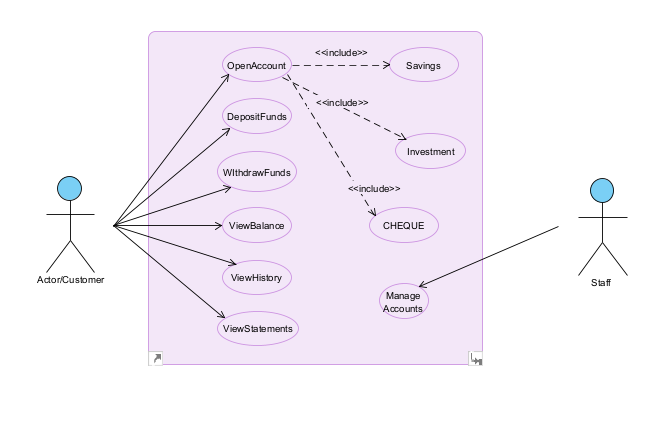 <<include>>
OpenAccount
Savings
<<include>>
DepositFunds
Investment
WIthdrawFunds
<<include>>
ViewBalance
CHEQUE
Actor/Customer
ViewHistory
Staff
Manage
Accounts
ViewStatements